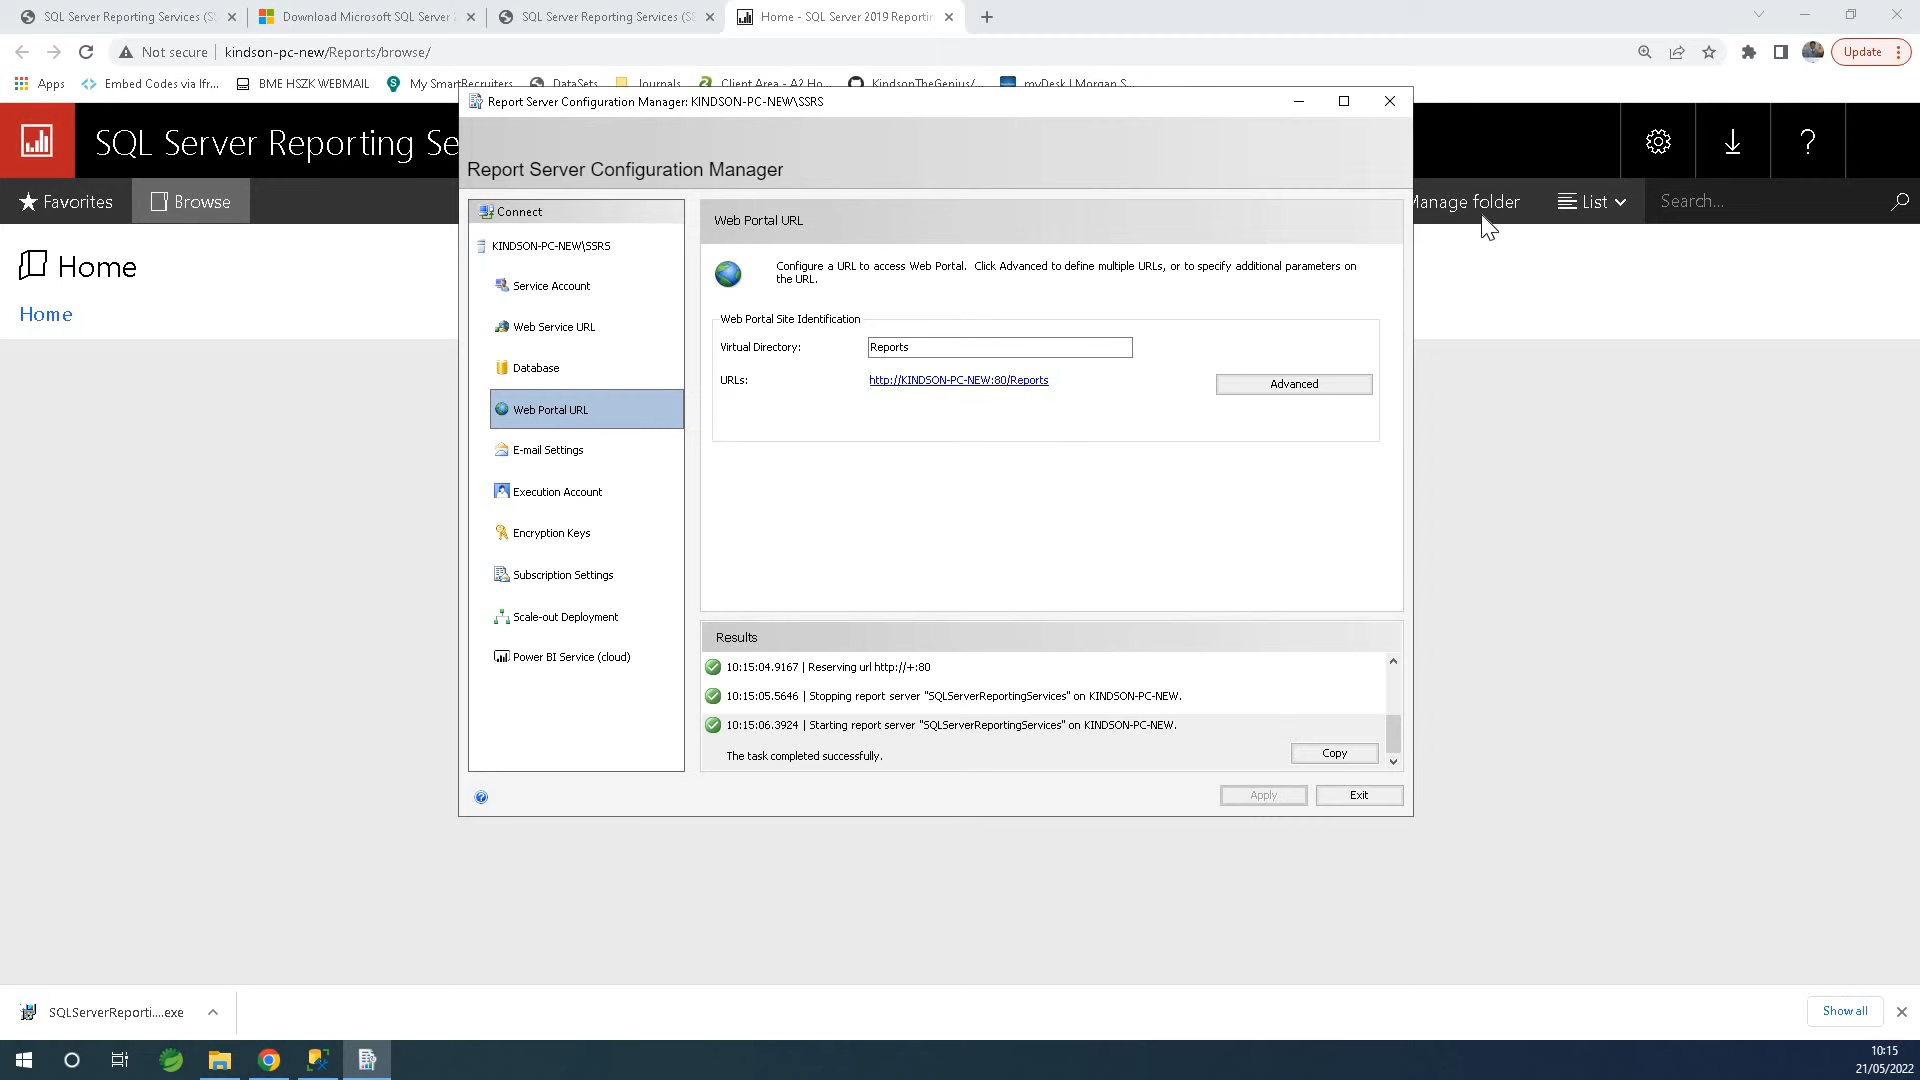 SQL Server Reporting Services (S
Download Microsoft SQL Server
SQL Server Reporting Services (S
Home - SQL Server 2019 Reportin
Not secure
kindson-pc-new/Reports/browse/
Update
Apps
Embed Codes via Ifr...
BME HSZK WEBMAIL
My SmartRecruiters
DataSets
Journals
Client Area - A2 Ho...
KindsonTheGenius/...
myDesk | Morgan S...
Report Server Configuration Manager: KINDSON-PC-NEW\SSRS
SQL Server Reporting Se
Report Server Configuration Manager
Favorites
Browse
Manage folder
List
Search...
Home
Home
Connect
KINDSON-PC-NEW\SSRS
Service Account
Web Service URL
Database
Web Portal URL
E-mail Settings
Execution Account
Encryption Keys
Subscription Settings
Scale-out Deployment
Power BI Service (cloud)
Web Portal URL
Configure a URL to access Web Portal. Click Advanced to define multiple URLs, or to specify additional parameters on
the URL.
Web Portal Site Identification
Virtual Directory:
Reports
URLs:
http://KINDSON-PC-NEW:80/Reports
Advanced
Results
10:15:04.9167 | Reserving url http://+:80
10:15:05.5646 | Stopping report server "SQLServerReportingServices" on KINDSON-PC-NEW.
10:15:06.3924 | Starting report server "SQLServerReportingServices" on KINDSON-PC-NEW.
The task completed successfully.
Copy
Apply
Exit
SQLServerReporti....exe
Show all
10:15
21/05/2022